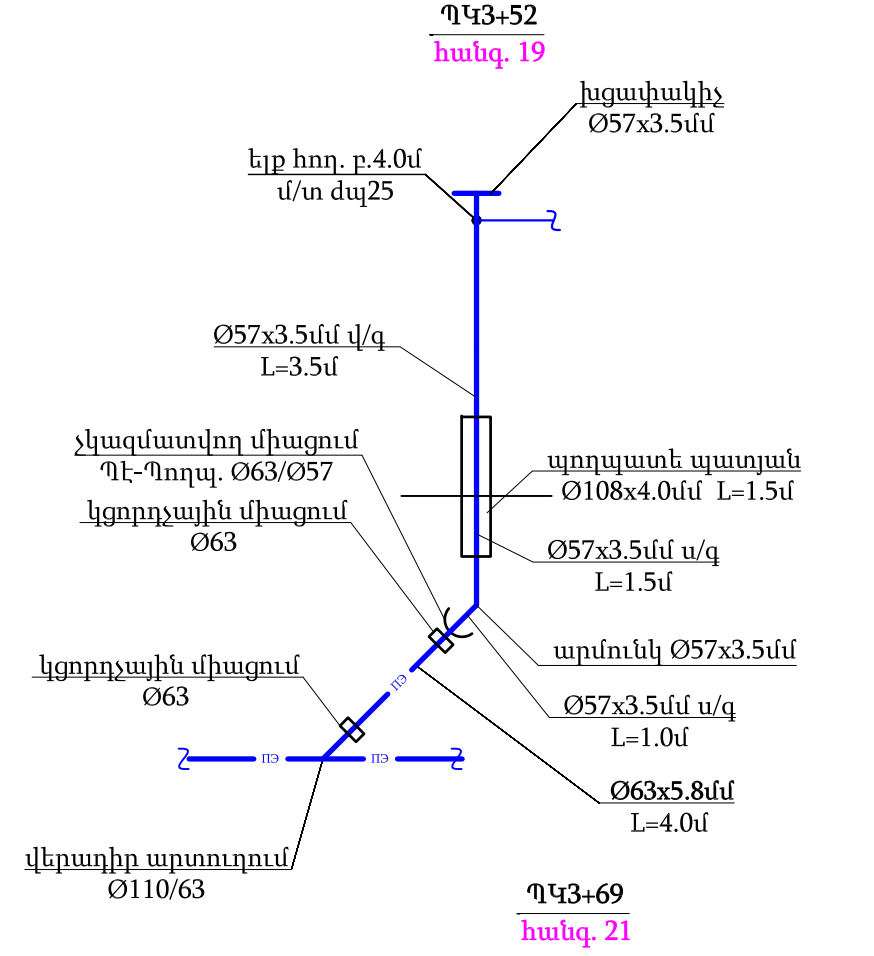 ՊԿ3+52
հանգ. 19
խցափակիչ
Ø57x3.5մմ
ելք հող. բ.4.0մ
մ/տ ժպ25
Ø57x3.5մմ վ/գ
L=3.5մ
չկազմատվող միացում
Պէ-Պողպ. Ø63/Ø57
կցորդչային միացում
Ø63
պողպատե պատյան
Ø108x4.0մմ L=1.5մ
Ø57x3.5մմ ս/գ
L=1.5մ
արմունկ Ø57x3.5մմ
կցորդչային միացում
Ø63
ПЭ
Ø57x3.5մմ ս/գ
L=1.0մ
ПЭ ПЭ
Ø63x5.8մմ
L=4.0մ
վերադիր արտուղում
Ø110/63
ՊԿ3+69
հանգ. 21